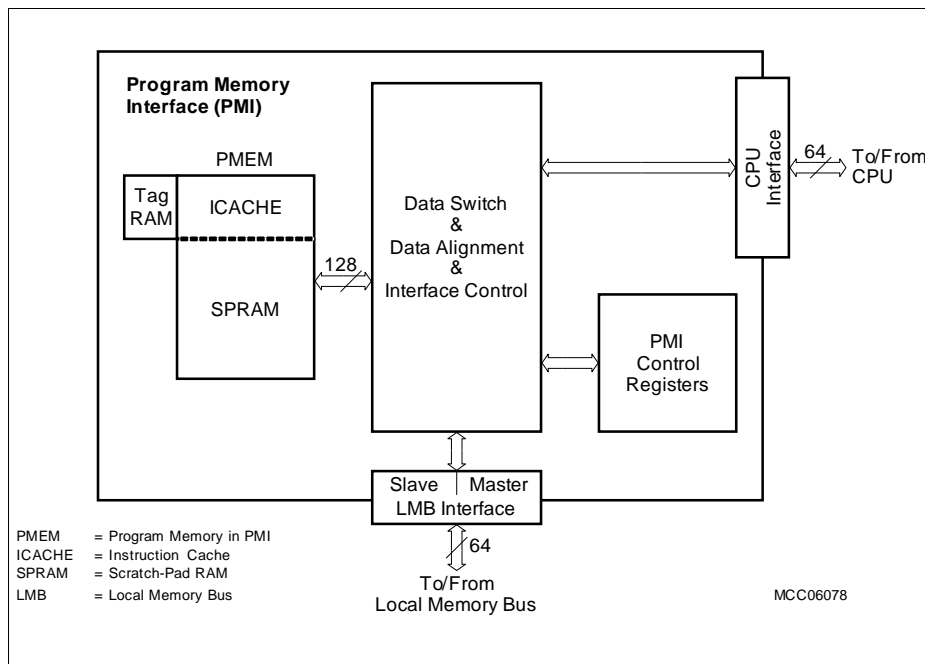 Program Memory
Interface (PMI)
PMEM
Tag
RAM
ICACHE
SPRAM
128
Data Switch
&
Data Alignment
&
Interface Control
CPU
Interface
64
To/From
CPU
PMI
Control
Registers
Slave
Master
LMB Interface
64
To/From
Local Memory Bus
PMEM = Program Memory in PMI
ICACHE = Instruction Cache
SPRAM = Scratch-Pad RAM
LMB = Local Memory Bus
MCC06078